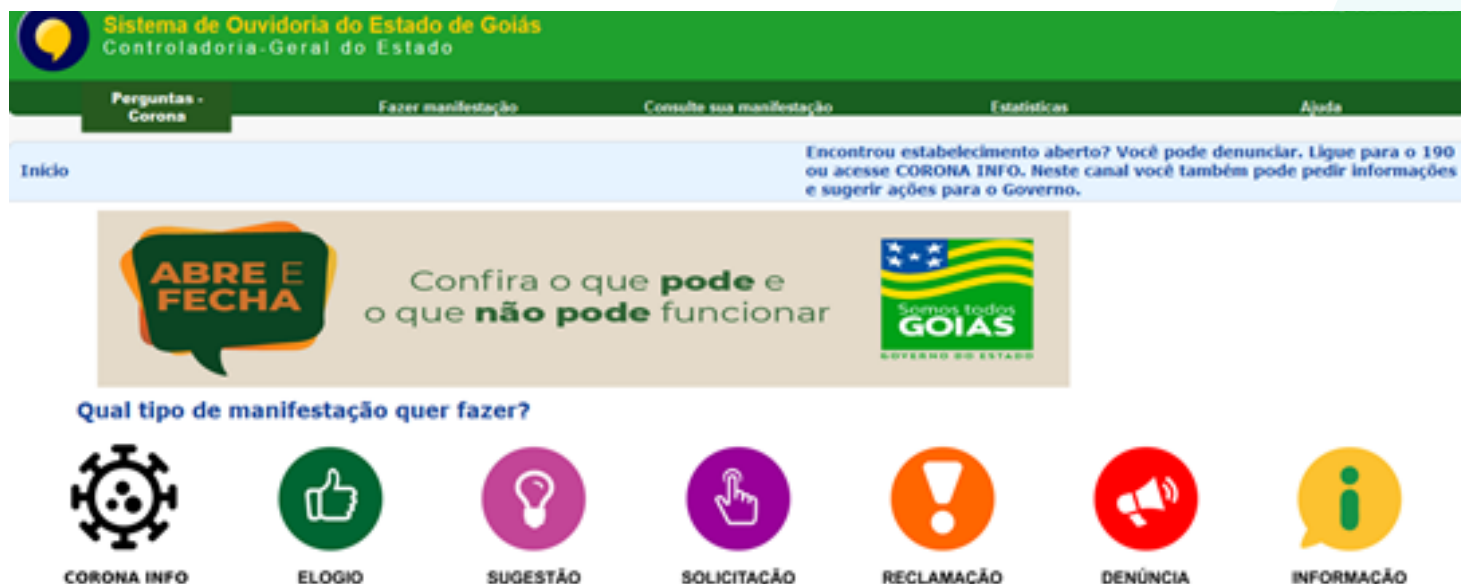 Sistema de Ouvidoria do Estado de Goiás
Controladoria-Geral do Estado
Perguntas -
Corona
Fazer manifestação
Consulte sua manifestação
Estatísticas
Ajuda
Início
Encontrou estabelecimento aberto? Você pode denunciar. Ligue para o 190
ou acesse CORONA INFO. Neste canal você também pode pedir informações
e sugerir ações para o Governo.
ABRE E
FECHA
Confira o que pode e
o que não pode funcionar
Somos todos
GOIÁS
GOVERNO DO ESTADO
Qual tipo de manifestação quer fazer?
CORONA INFO
ELOGIO
SUGESTÃO
SOLICITAÇÃO
RECLAMAÇÃO
DENÚNCIA
INFORMAÇÃO